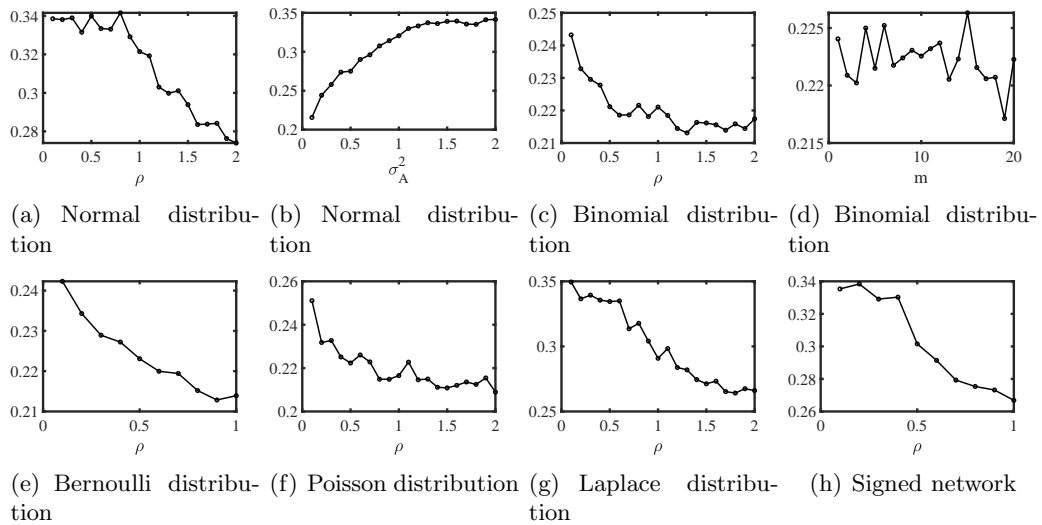 0.34
0.32
0.3
0.28
0 0.5 1 1.5 2
ρ
(a) Normal distribu-
tion
0.35
0.3
0.25
0.2
0 0.5 1 1.5 2
σ²_A
(b) Normal distribu-
tion
0.25
0.24
0.23
0.22
0.21
0 0.5 1 1.5 2
ρ
(c) Binomial distribu-
tion
0.225
0.22
0.215
0 10 20
m
(d) Binomial distribu-
tion
0.24
0.23
0.22
0.21
0 0.5 1
ρ
(e) Bernoulli distribu-
tion
0.26
0.24
0.22
0.2
0 0.5 1 1.5 2
ρ
(f) Poisson distribution
0.35
0.3
0.25
0 0.5 1 1.5 2
ρ
(g) Laplace distribu-
tion
0.34
0.32
0.3
0.28
0.26
0 0.5 1
ρ
(h) Signed network